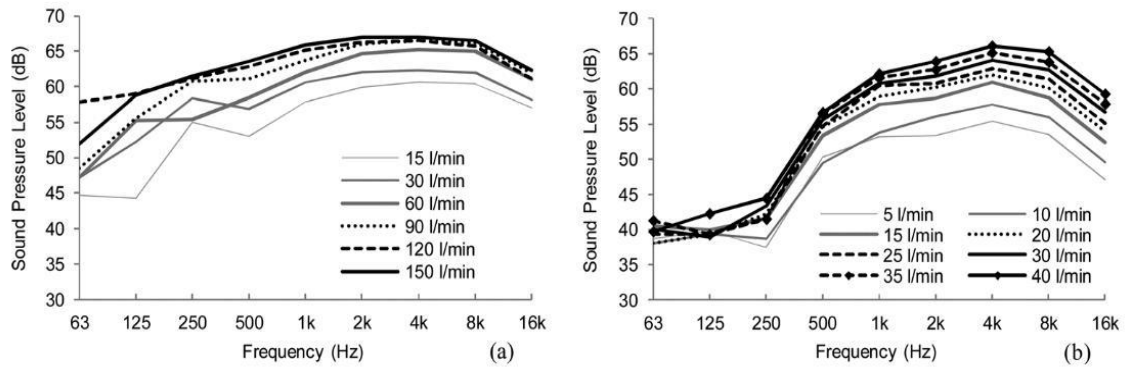 Sound Pressure Level (dB)
70
65
60
55
50
45
40
35
30
15 l/min
30 l/min
60 l/min
90 l/min
120 l/min
150 l/min
63 125 250 500 1k 2k 4k 8k 16k
Frequency (Hz)
(a)
Sound Pressure Level (dB)
70
65
60
55
50
45
40
35
30
5 l/min 10 l/min
15 l/min 20 l/min
25 l/min 30 l/min
35 l/min 40 l/min
63 125 250 500 1k 2k 4k 8k 16k
Frequency (Hz)
(b)